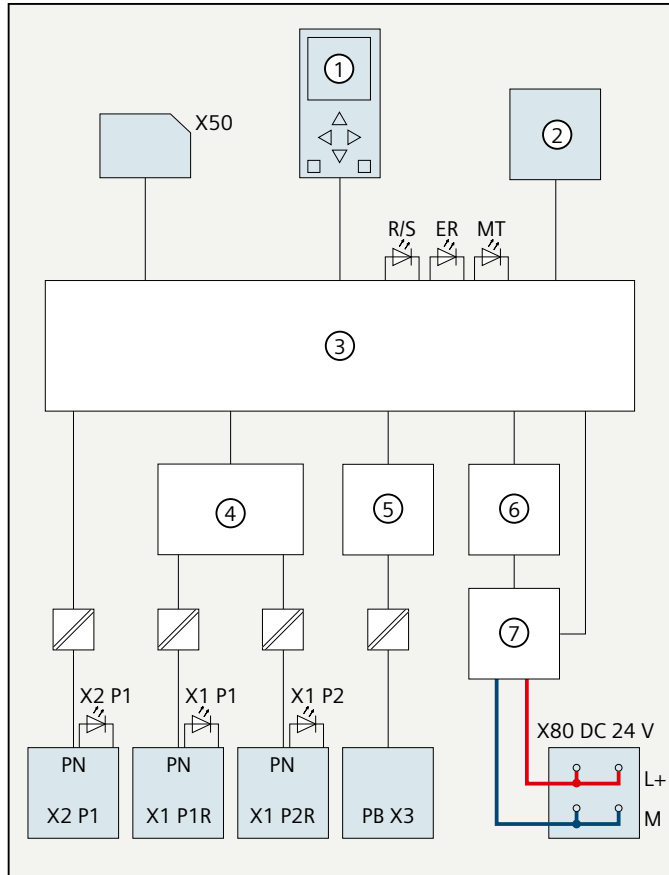 ①
X50
②
R/S ER MT
③
④
⑤
⑥
⑦
X2 P1
X1 P1
X1 P2
X80 DC 24 V
PN
X2 P1
PN
X1 P1R
PN
X1 P2R
PB X3
L+
M